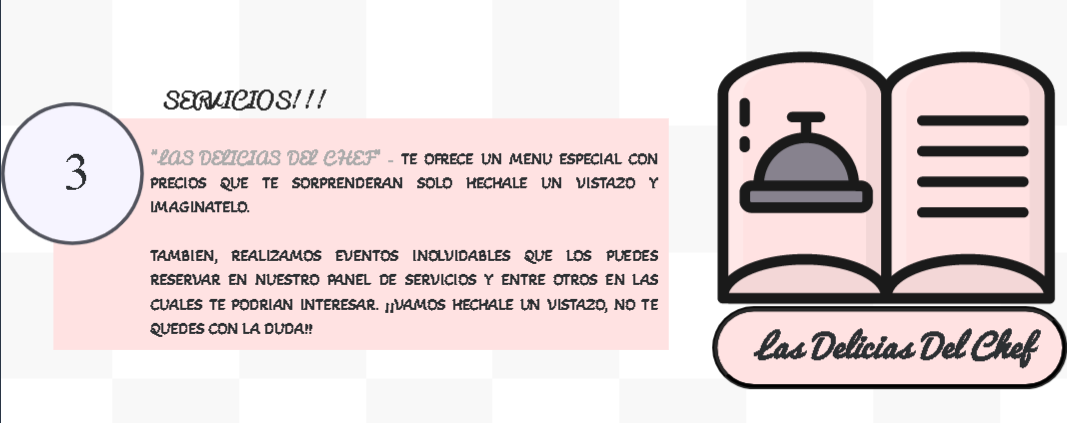 SERVICIOS!!!
3
"LAS DELICIAS DEL CHEF" - TE OFRECE UN MENU ESPECIAL CON
PRECIOS QUE TE SORPRENDERAN SOLO HECHALE UN VISTAZO Y
IMAGINATELO.
TAMBIEN, REALIZAMOS EVENTOS INOLVIDABLES QUE LOS PUEDES
RESERVAR EN NUESTRO PANEL DE SERVICIOS Y ENTRE OTROS EN LAS
CUALES TE PODRIAN INTERESAR. ¡¡VAMOS HECHALE UN VISTAZO, NO TE
QUEDES CON LA DUDA!!
Las Delicias Del Chef